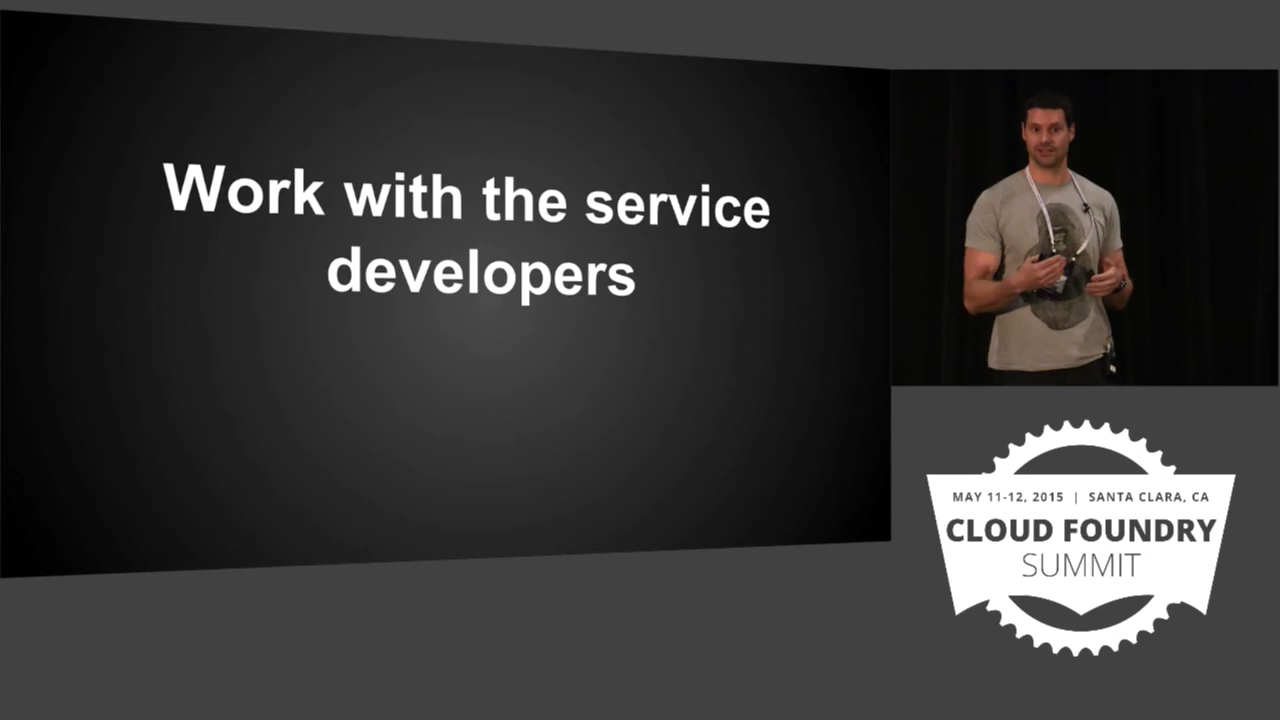 Work with the service
developers
MAY 11-12, 2015 | SANTA CLARA, CA
CLOUD FOUNDRY
SUMMIT